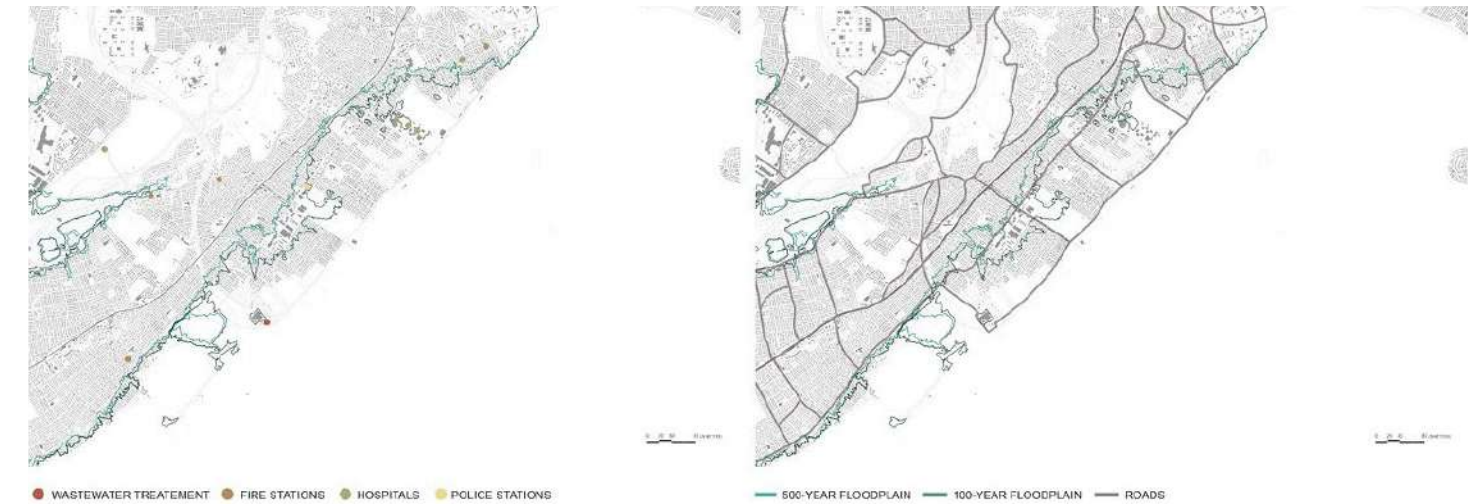 WASTEWATER TREATEMENT FIRE STATIONS HOSPITALS POLICE STATIONS
500-YEAR FLOODPLAIN 100-YEAR FLOODPLAIN ROADS